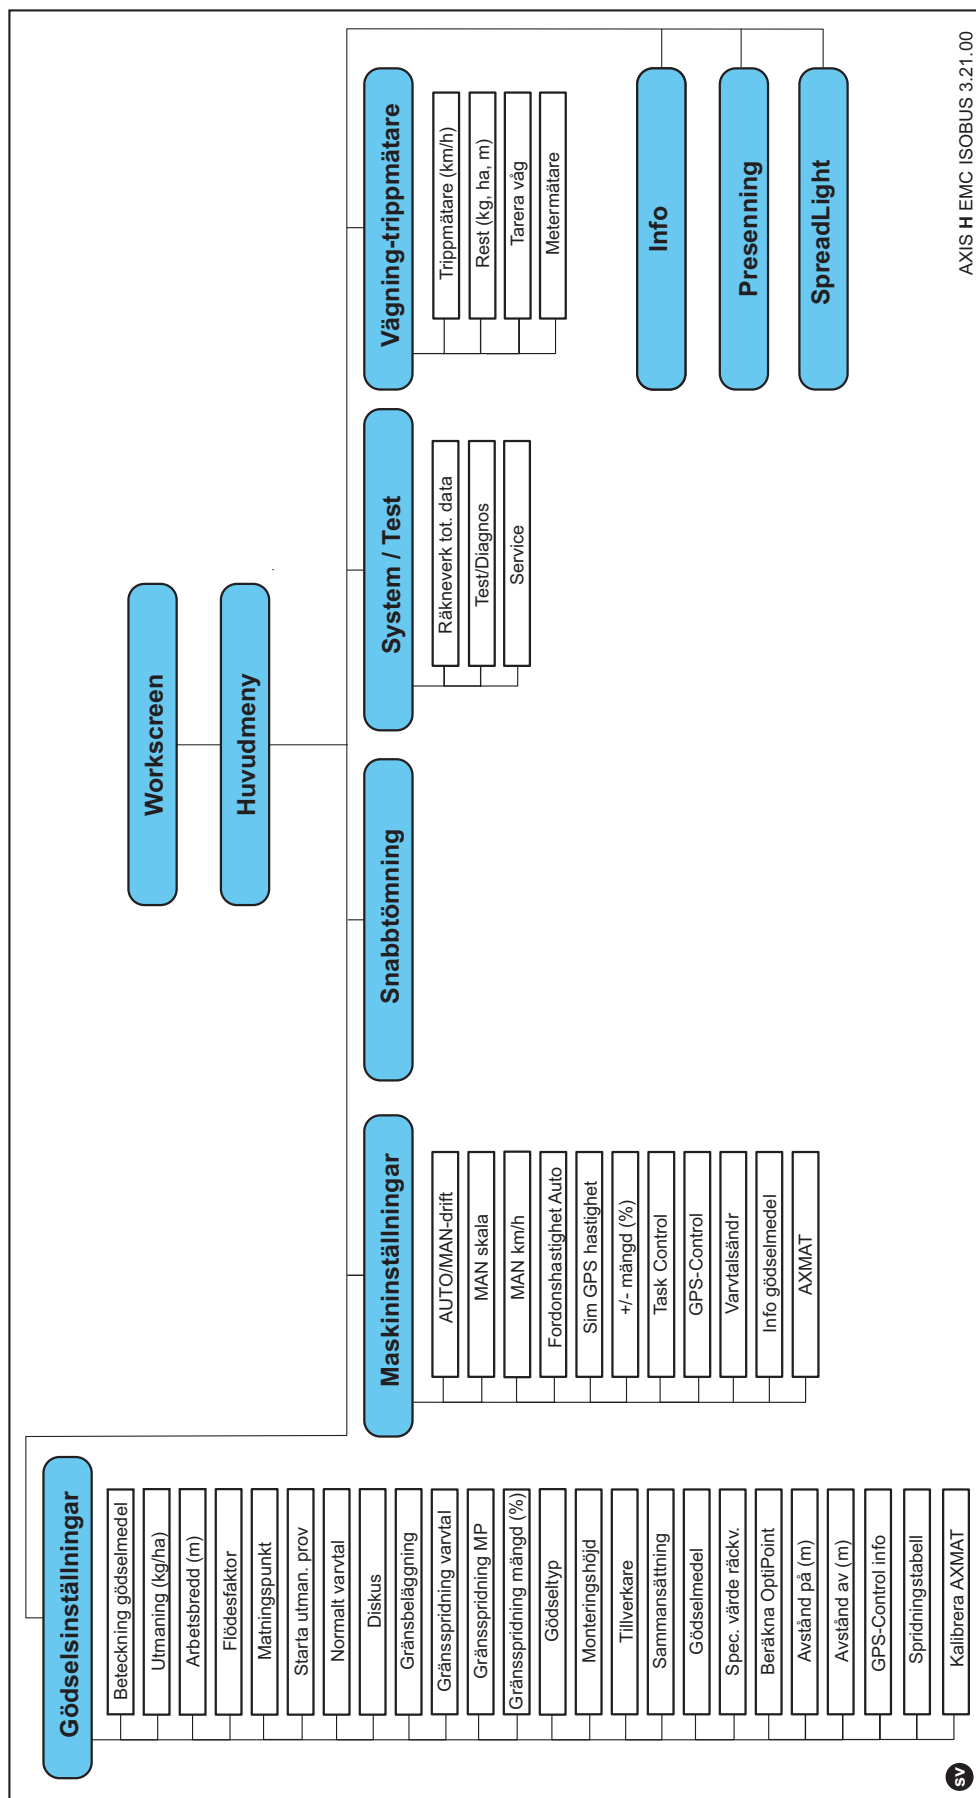 Workscreen
Huvudmeny
Gödselsinställningar
Beteckning gödselmedel
Utmaning (kg/ha)
Arbetsbredd (m)
Flödesfaktor
Matningspunkt
Starta utman. prov
Normalt varvtal
Diskus
Gränsbeläggning
Gränsspridning varvtal
Gränsspridning MP
Gränsspridning mängd (%)
Gödseltyp
Monteringshöjd
Tillverkare
Sammansättning
Gödselmedel
Spec. värde räckv.
Beräkna OptiPoint
Avstånd på (m)
Avstånd av (m)
GPS-Control info
Spridningstabell
Kalibrera AXMAT
Maskininställningar
AUTO/MAN-drift
MAN skala
MAN km/h
Fordonshastighet Auto
Sim GPS hastighet
+/- mängd (%)
Task Control
GPS-Control
Varvtalsändr
Info gödselmedel
AXMAT
Snabbtömning
System / Test
Räkneverk tot. data
Test/Diagnos
Service
Vägning-trippmätare
Trippmätare (km/h)
Rest (kg, ha, m)
Tarera våg
Metermätare
Info
Presenning
SpreadLight
sv
AXIS H EMC ISOBUS 3.21.00